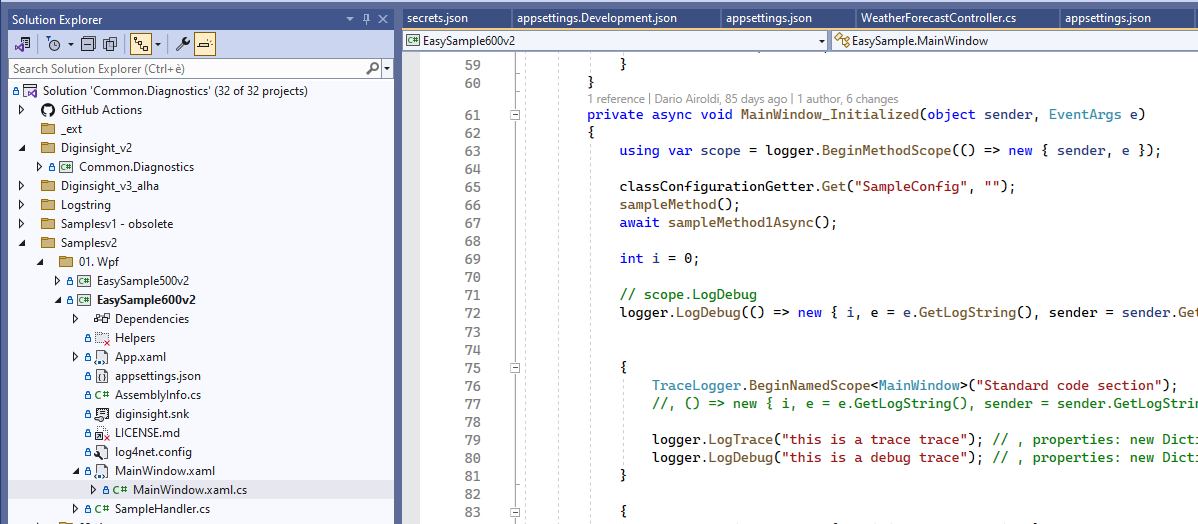 Solution Explorer
Search Solution Explorer (Ctrl+è)
Solution 'Common.Diagnostics' (32 of 32 projects)
GitHub Actions
_ext
Diginsight_v2
Common.Diagnostics
Diginsight_v3_alha
Logstring
Samplesv1 - obsolete
Samplesv2
01. Wpf
EasySample500v2
EasySample600v2
Dependencies
Helpers
App.xaml
appsettings.json
AssemblyInfo.cs
diginsight.snk
LICENSE.md
log4net.config
MainWindow.xaml
MainWindow.xaml.cs
SampleHandler.cs
secrets.json appsettings.Development.json appsettings.json WeatherForecastController.cs appsettings.json
EasySample600v2 EasySample.MainWindow
59 }
60 }
1 reference | Dario Airoldi, 85 days ago | 1 author, 6 changes
61 private async void MainWindow_Initialized(object sender, EventArgs e)
62 {
63 using var scope = logger.BeginMethodScope(() => new { sender, e });
64
65 classConfigurationGetter.Get("SampleConfig", "");
66 sampleMethod();
67 await sampleMethod1Async();
68
69 int i = 0;
70
71 // scope.LogDebug
72 logger.LogDebug(() => new { i, e = e.GetLogString(), sender = sender.Get
73
74
75 {
76 TraceLogger.BeginNamedScope<MainWindow>("Standard code section");
77 //, () => new { i, e = e.GetLogString(), sender = sender.GetLogStrin
78
79 logger.LogTrace("this is a trace trace"); // , properties: new Dicti
80 logger.LogDebug("this is a debug trace"); // , properties: new Dicti
81 }
82
83 {